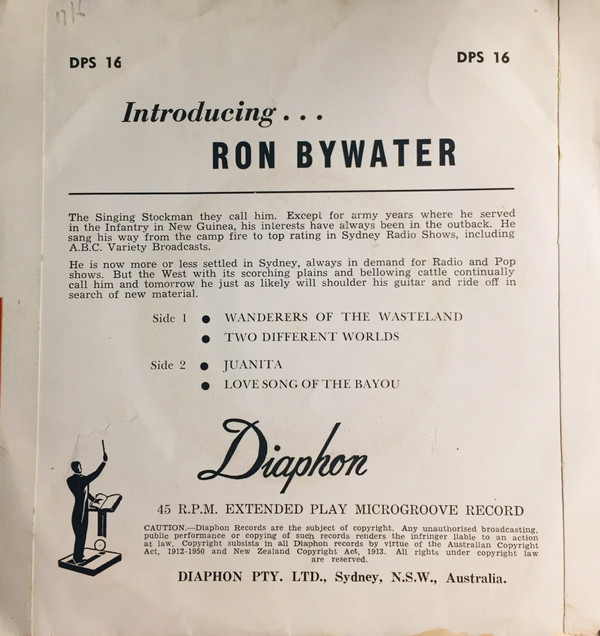 17/6
DPS 16
DPS 16
Introducing...
RON BYWATER
The Singing Stockman they call him. Except for army years where he served
in the Infantry in New Guinea, his interests have always been in the outback. He
sang his way from the camp fire to top rating in Sydney Radio Shows, including
A.B.C. Variety Broadcasts.
He is now more or less settled in Sydney, always in demand for Radio and Pop
shows. But the West with its scorching plains and bellowing cattle continually
call him and tomorrow he just as likely will shoulder his guitar and ride off in
search of new material.
Side 1 ● WANDERERS OF THE WASTELAND
● TWO DIFFERENT WORLDS
Side 2 ● JUANITA
● LOVE SONG OF THE BAYOU
Diaphon
45 R.P.M. EXTENDED PLAY MICROGROOVE RECORD
CAUTION.—Diaphon Records are the subject of copyright. Any unauthorised broadcasting,
public performance or copying of such records renders the infringer liable to an action
at law. Copyright subsists in all Diaphon records by virtue of the Australian Copyright
Act, 1912-1950 and New Zealand Copyright Act, 1913. All rights under copyright law
are reserved.
DIAPHON PTY. LTD., Sydney, N.S.W., Australia.